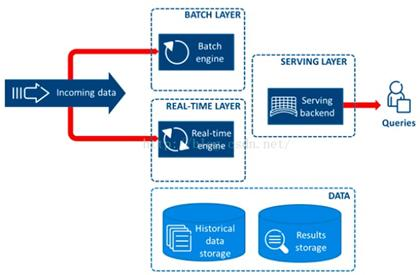 BATCH LAYER
Batch
engine
Incoming data
REAL-TIME LAYER
Real-time
engine
SERVING LAYER
Serving
backend
Queries
DATA
Historical
data
storage
Results
storage